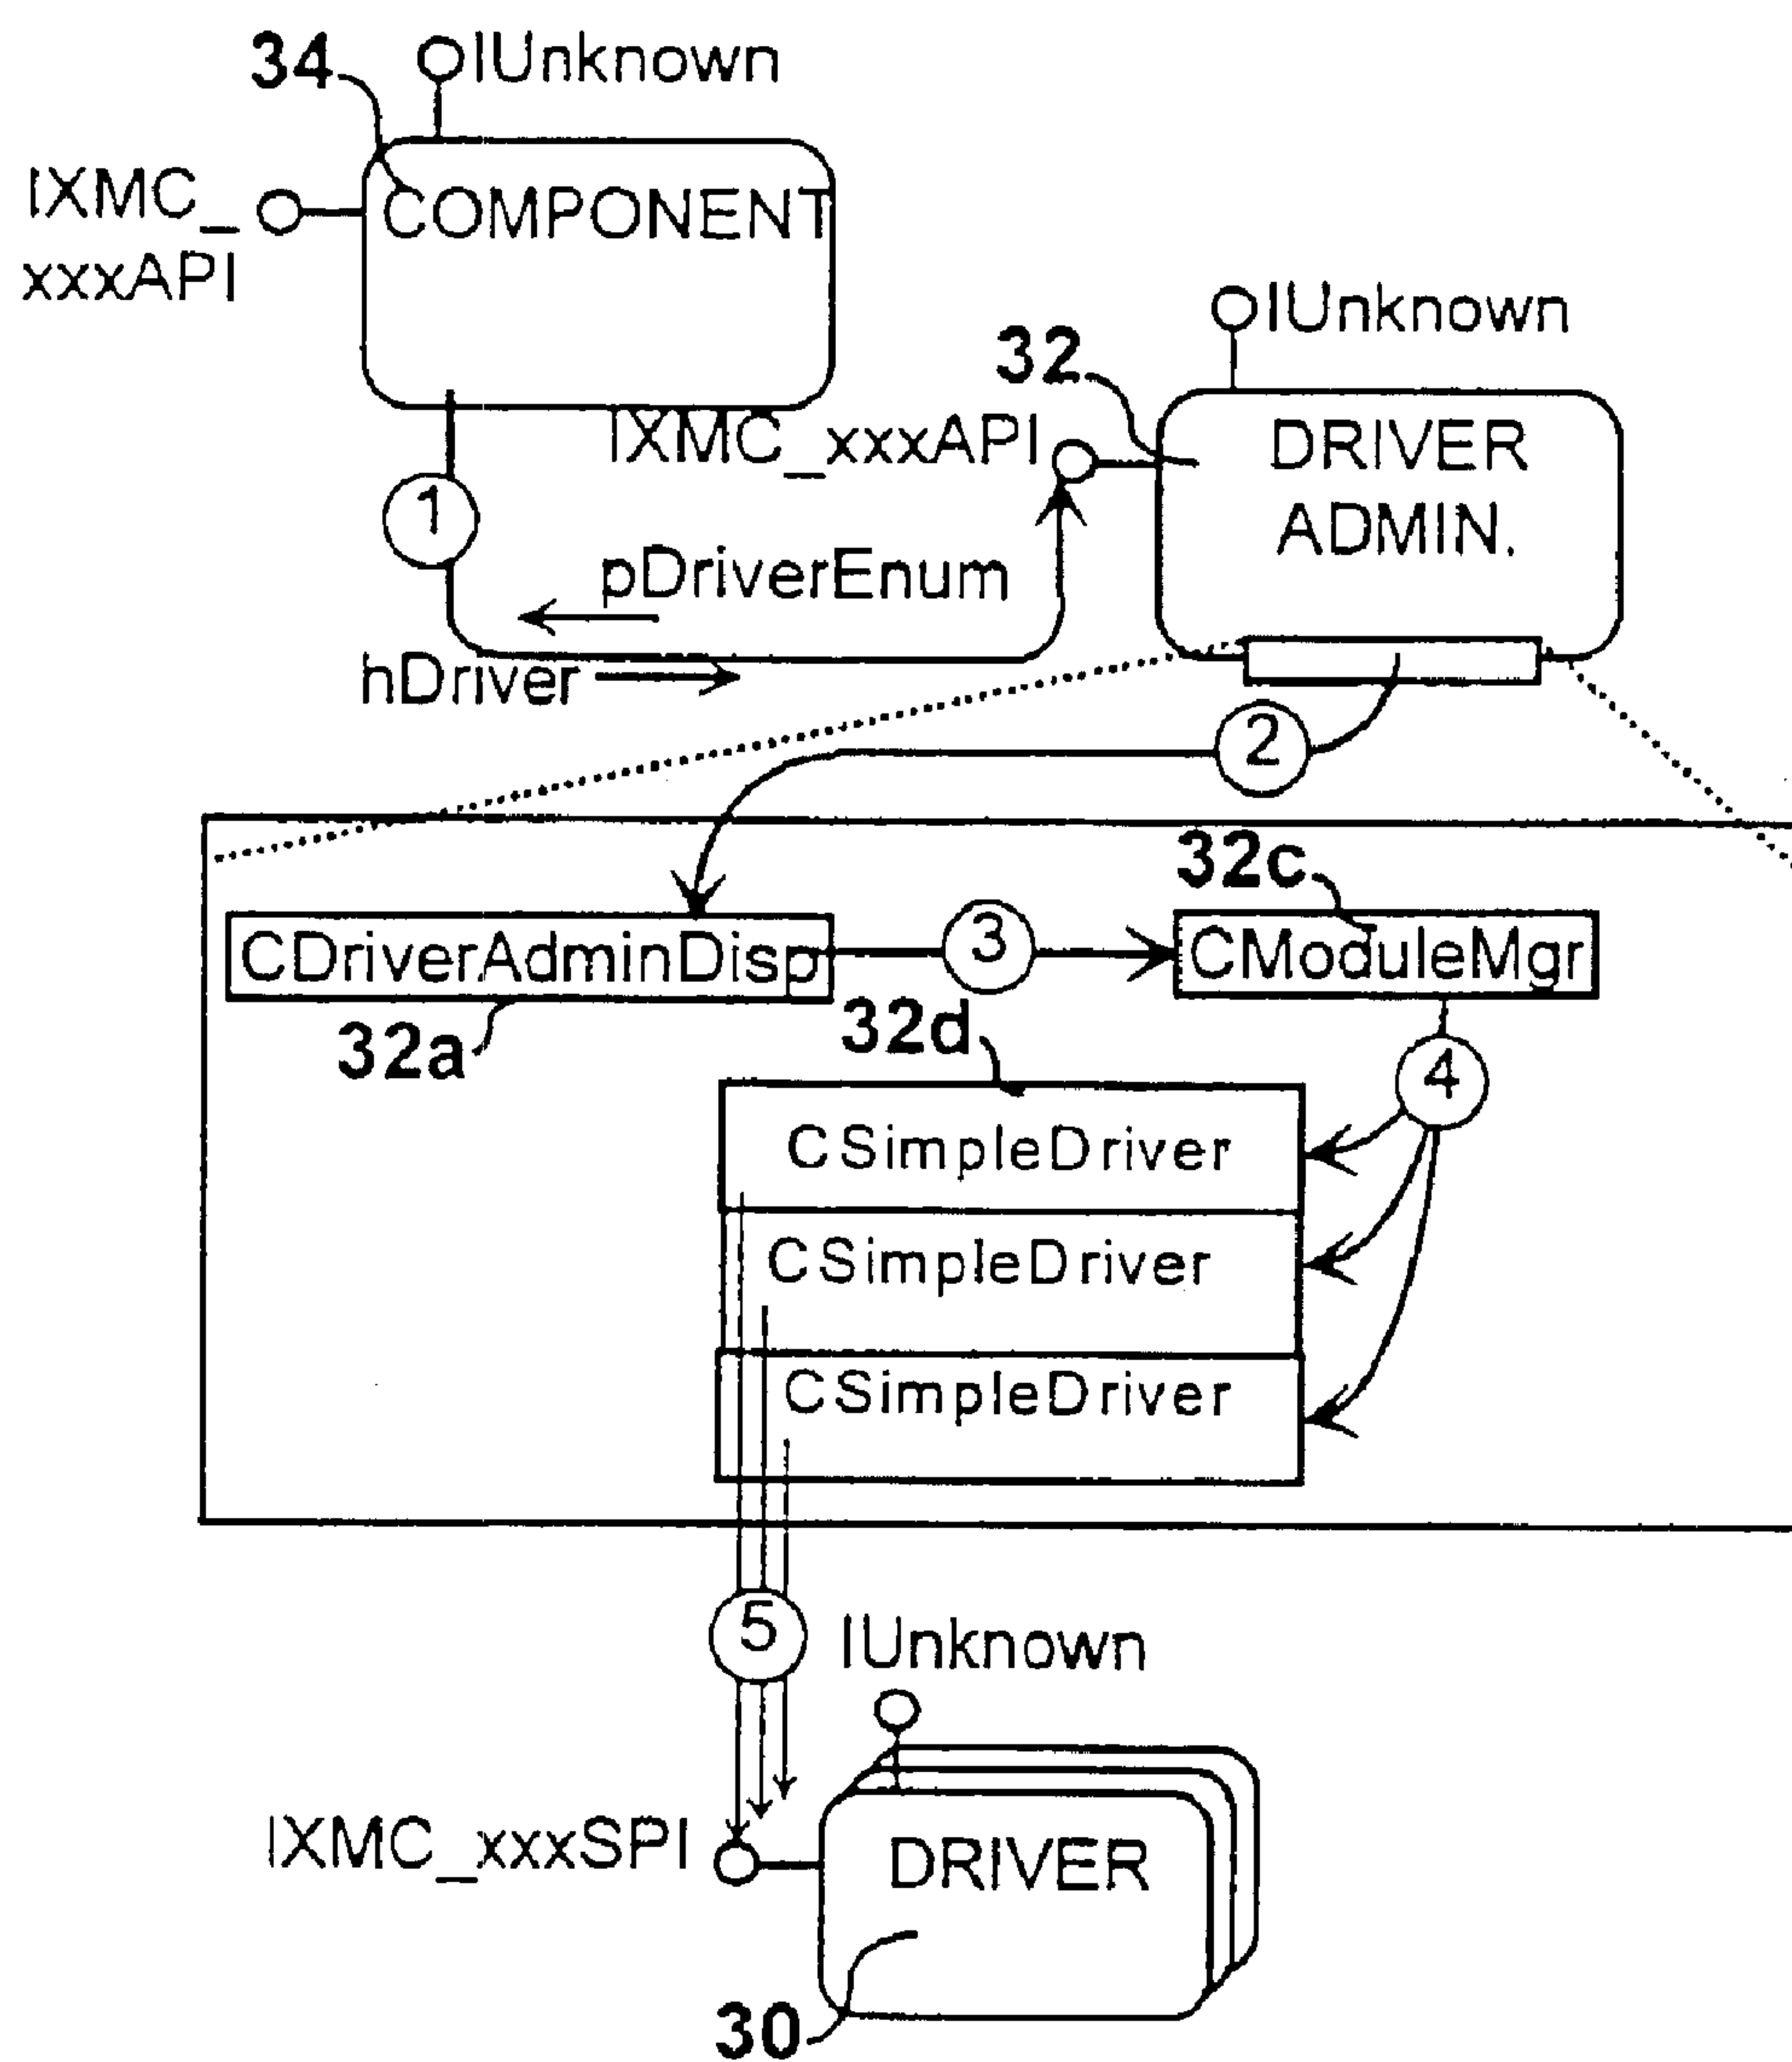 34
IUnknown
IXMC_
xxxAPI
COMPONENT
IUnknown
32
IXMC_xxxAPI
DRIVER
ADMIN.
1
pDriverEnum
hDriver
2
32c
CDriverAdminDisp
3
CModuleMgr
32a
32d
4
CSimpleDriver
CSimpleDriver
CSimpleDriver
5
IUnknown
IXMC_xxxSPI
DRIVER
30